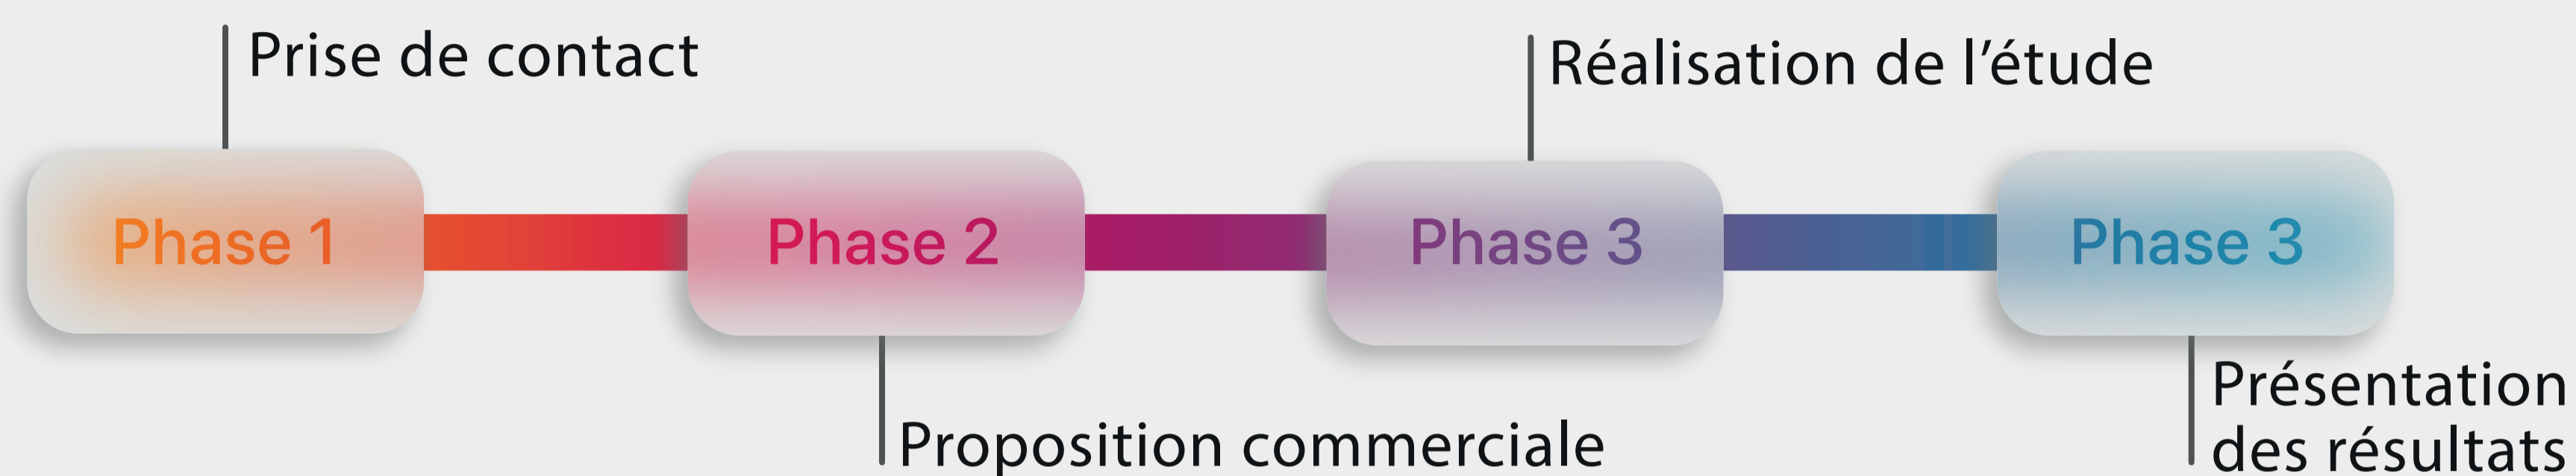 Prise de contact
Réalisation de l’étude
Phase 1
Phase 2
Phase 3
Phase 3
Proposition commerciale
Présentation
des résultats